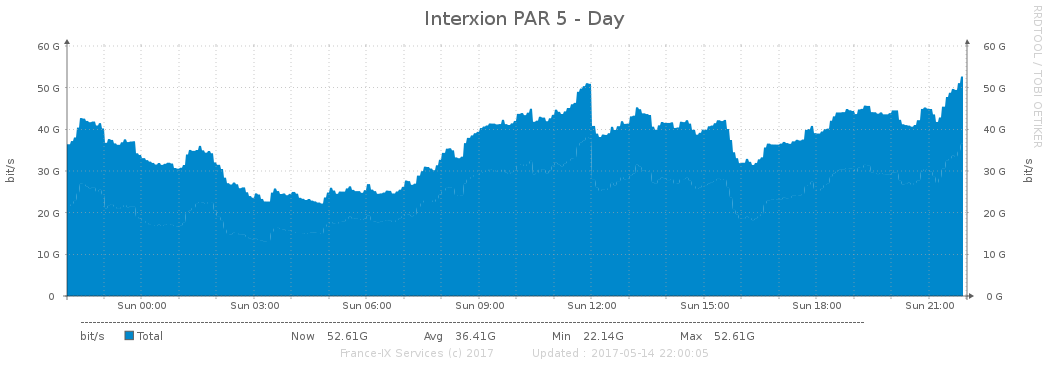 Interxion PAR 5 - Day
RRDTOOL / TOBI OETIKER
bit/s
60 G
50 G
40 G
30 G
20 G
10 G
0
60 G
50 G
40 G
30 G
20 G
10 G
0 G
bit/s
Sun 00:00 Sun 03:00 Sun 06:00 Sun 09:00 Sun 12:00 Sun 15:00 Sun 18:00 Sun 21:00
bit/s Total Now 52.61G Avg 36.41G Min 22.14G Max 52.61G
France-IX Services (c) 2017 Updated : 2017-05-14 22:00:05